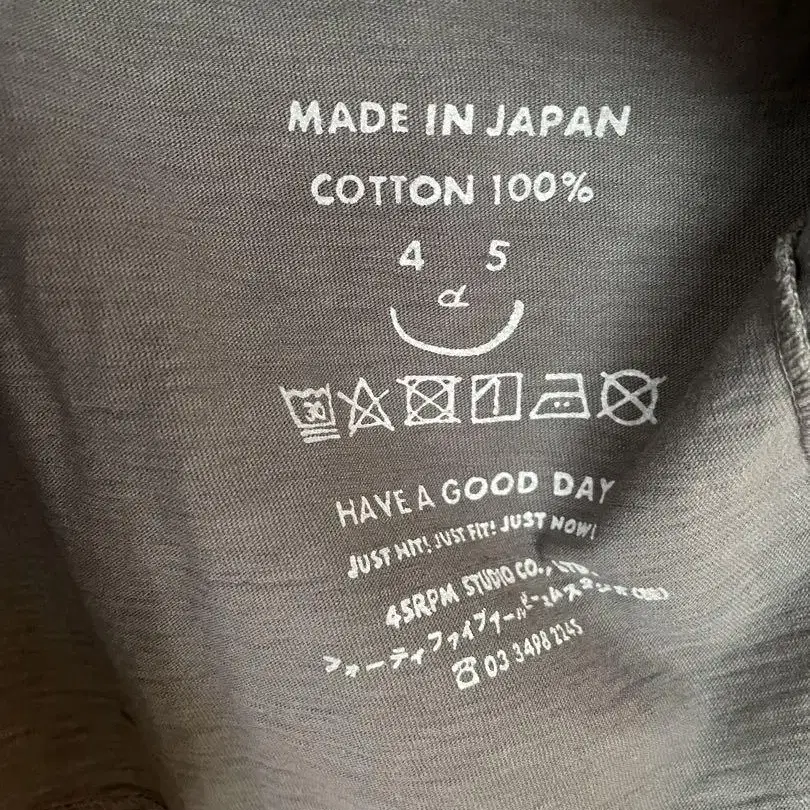 MADE IN JAPAN
COTTON 100%
4 5
R
HAVE A GOOD DAY
JUST HIT! JUST FIT! JUST NOW!
45RPM STUDIO CO., LTD.
フォーティファイブアールピーエムスタジオ(株)
☎ 03 3498 2245